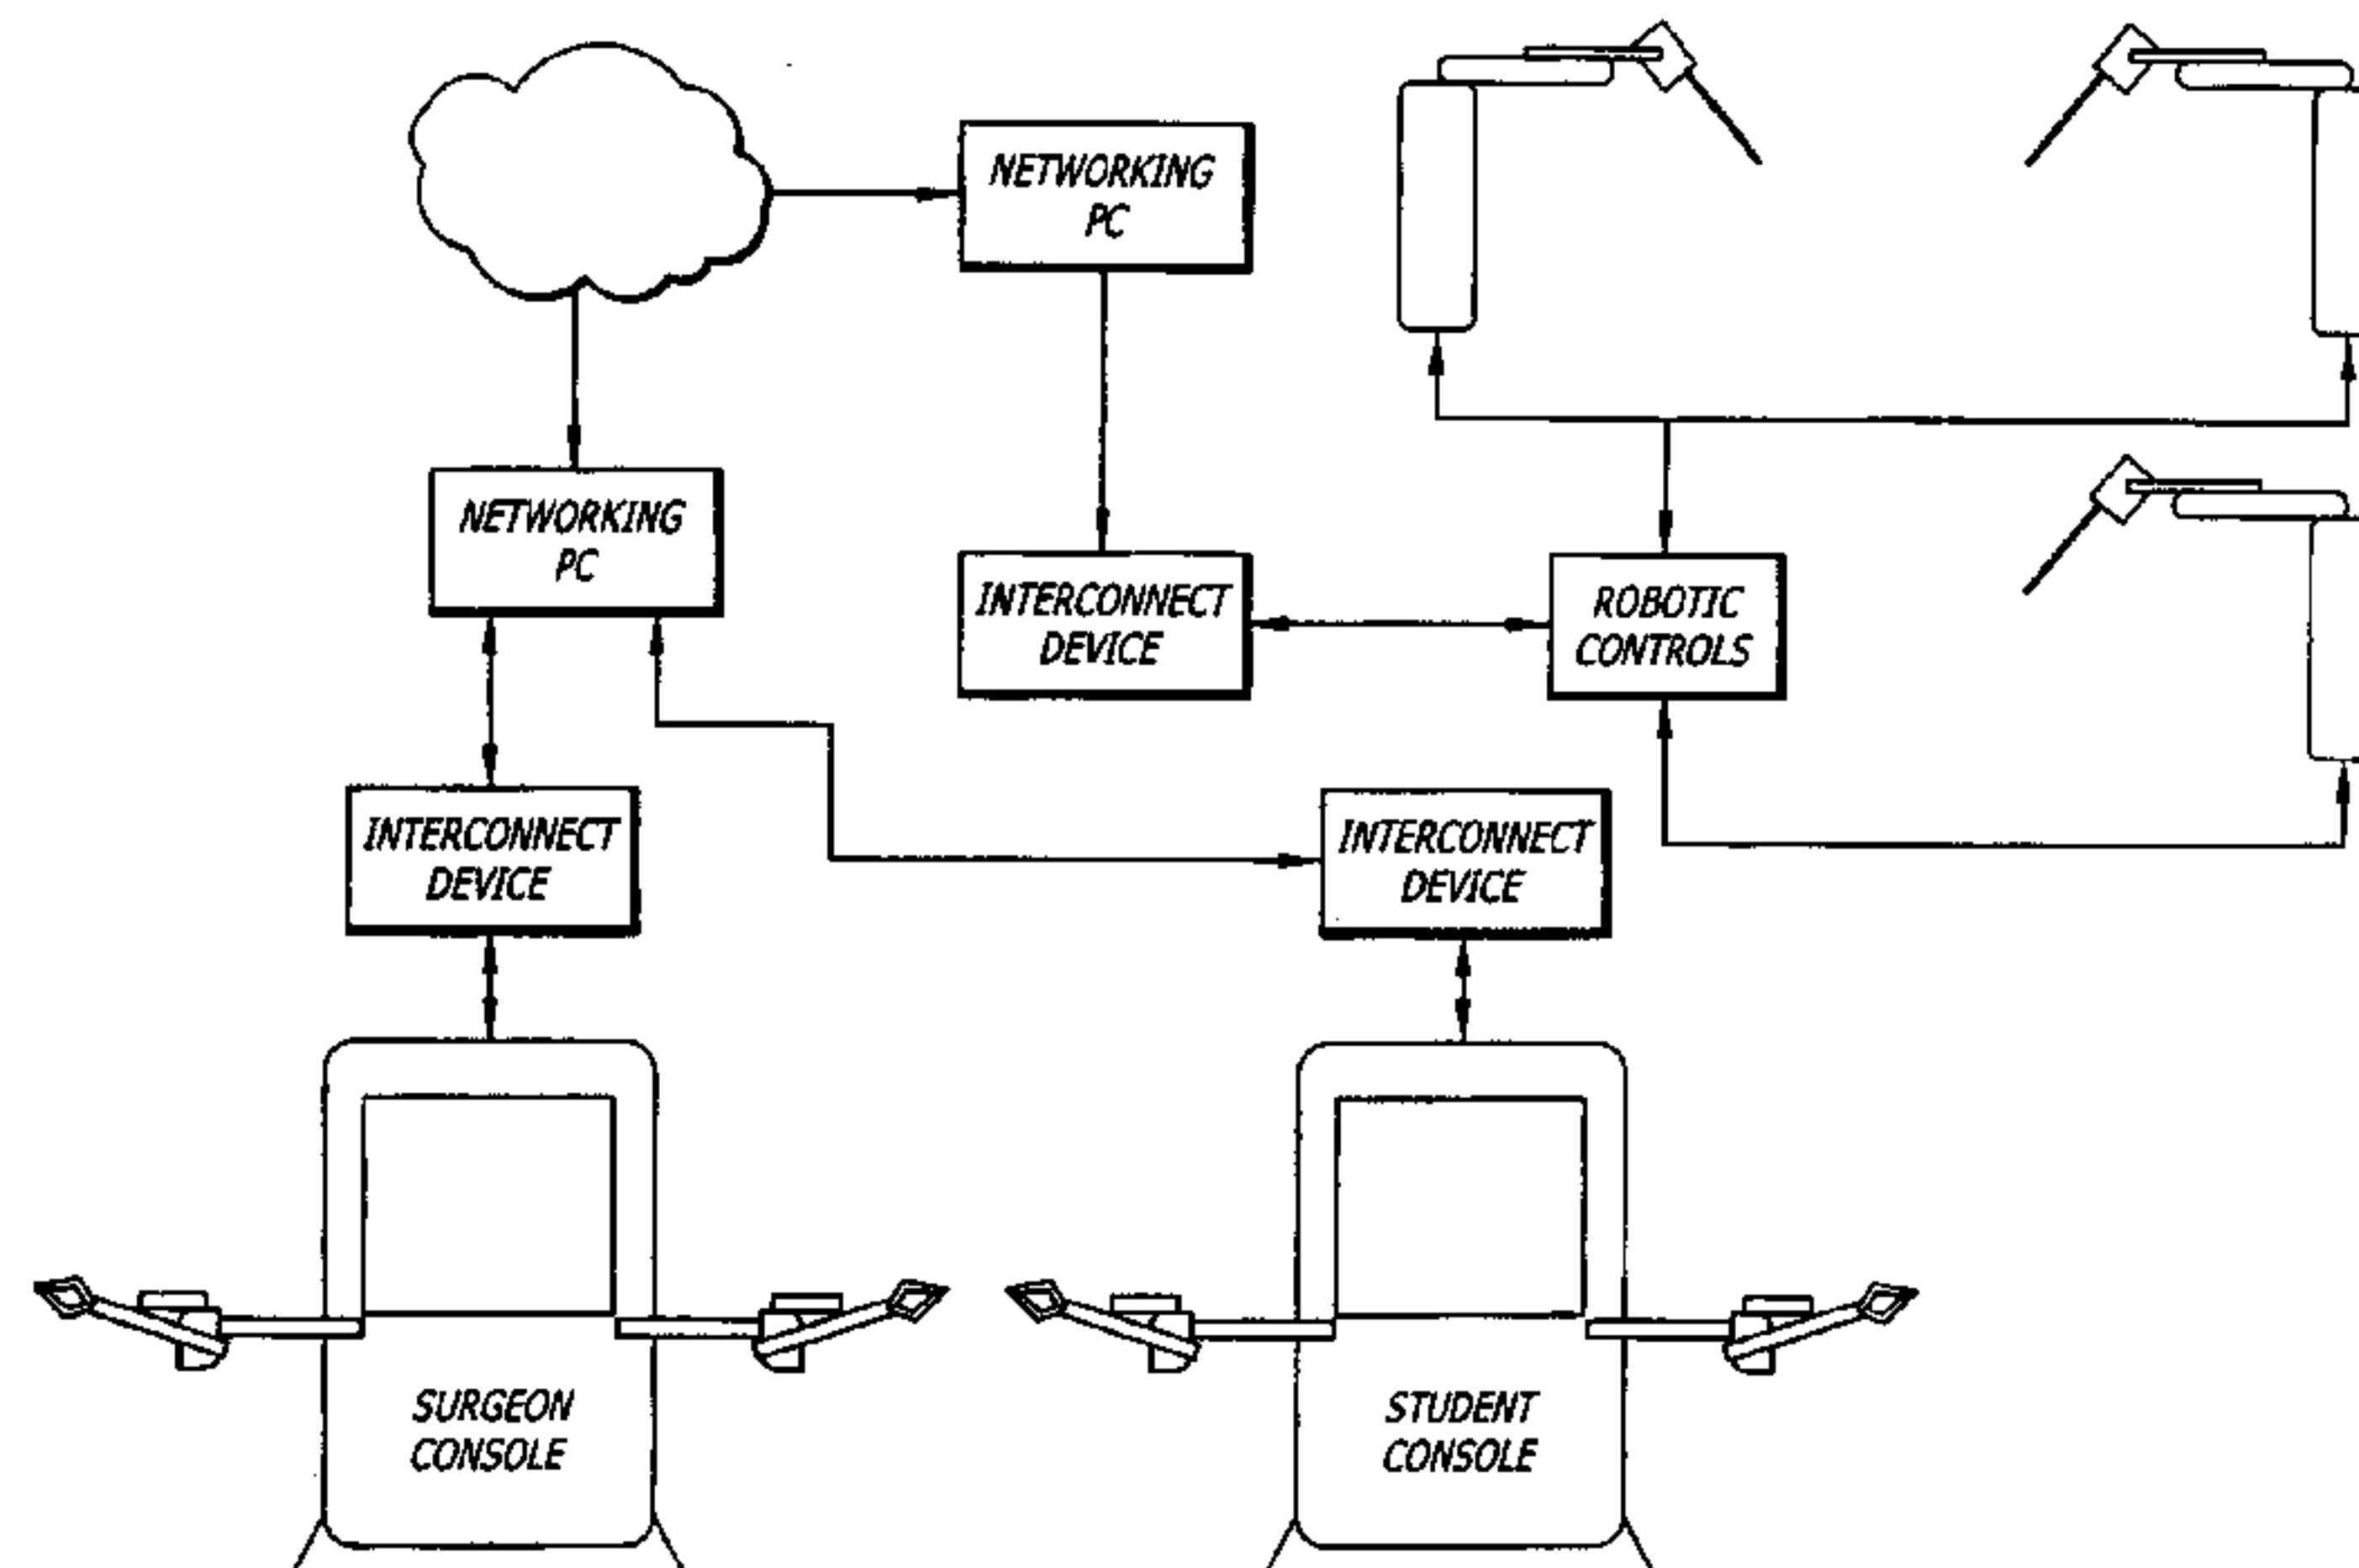 NETWORKING
PC
NETWORKING
PC
INTERCONNECT
DEVICE
ROBOTIC
CONTROLS
INTERCONNECT
DEVICE
INTERCONNECT
DEVICE
SURGEON
CONSOLE
STUDENT
CONSOLE